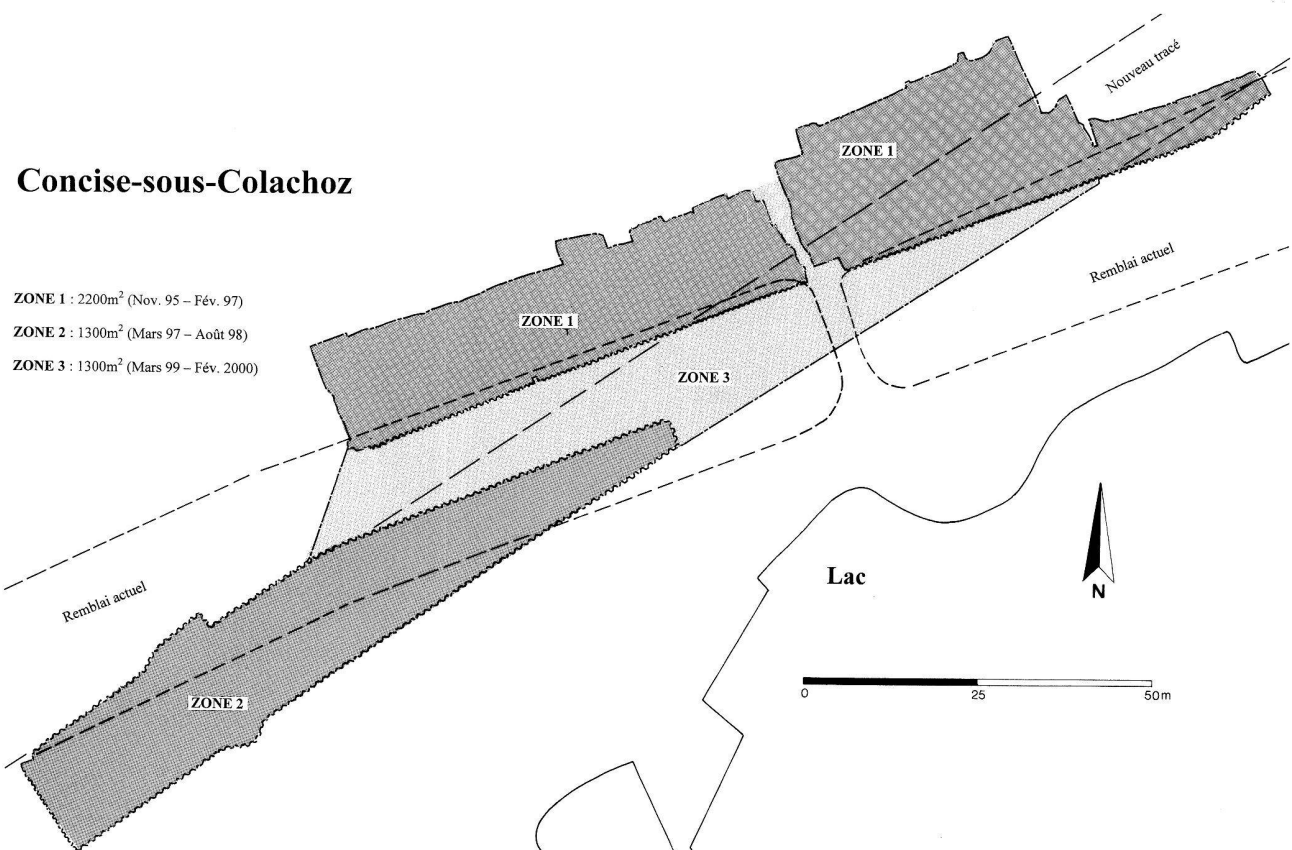 Nouveau tracé
ZONE 1
Concise-sous-Colachoz
Remblai actuel
ZONE 1 : 2200m² (Nov. 95 – Fév. 97)
ZONE 1
ZONE 2 : 1300m² (Mars 97 – Août 98)
ZONE 3 : 1300m² (Mars 99 – Fév. 2000)
ZONE 3
Lac
N
Remblai actuel
0 25 50m
ZONE 2